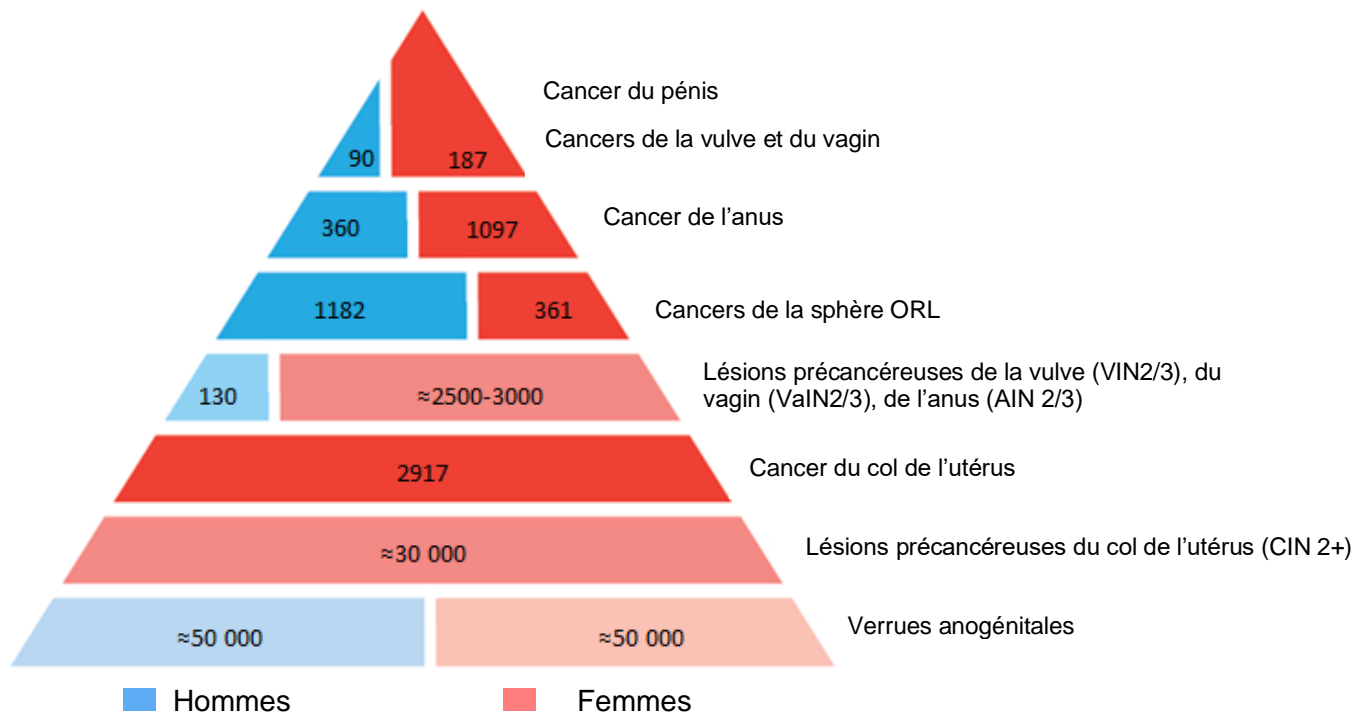 Cancer du pénis
Cancers de la vulve et du vagin
90
187
Cancer de l’anus
360
1097
Cancers de la sphère ORL
1182
361
Lésions précancéreuses de la vulve (VIN2/3), du
vagin (VaIN2/3), de l’anus (AIN 2/3)
130
≈2500-3000
Cancer du col de l’utérus
2917
Lésions précancéreuses du col de l’utérus (CIN 2+)
≈30 000
Verrues anogénitales
≈50 000
≈50 000
Hommes
Femmes